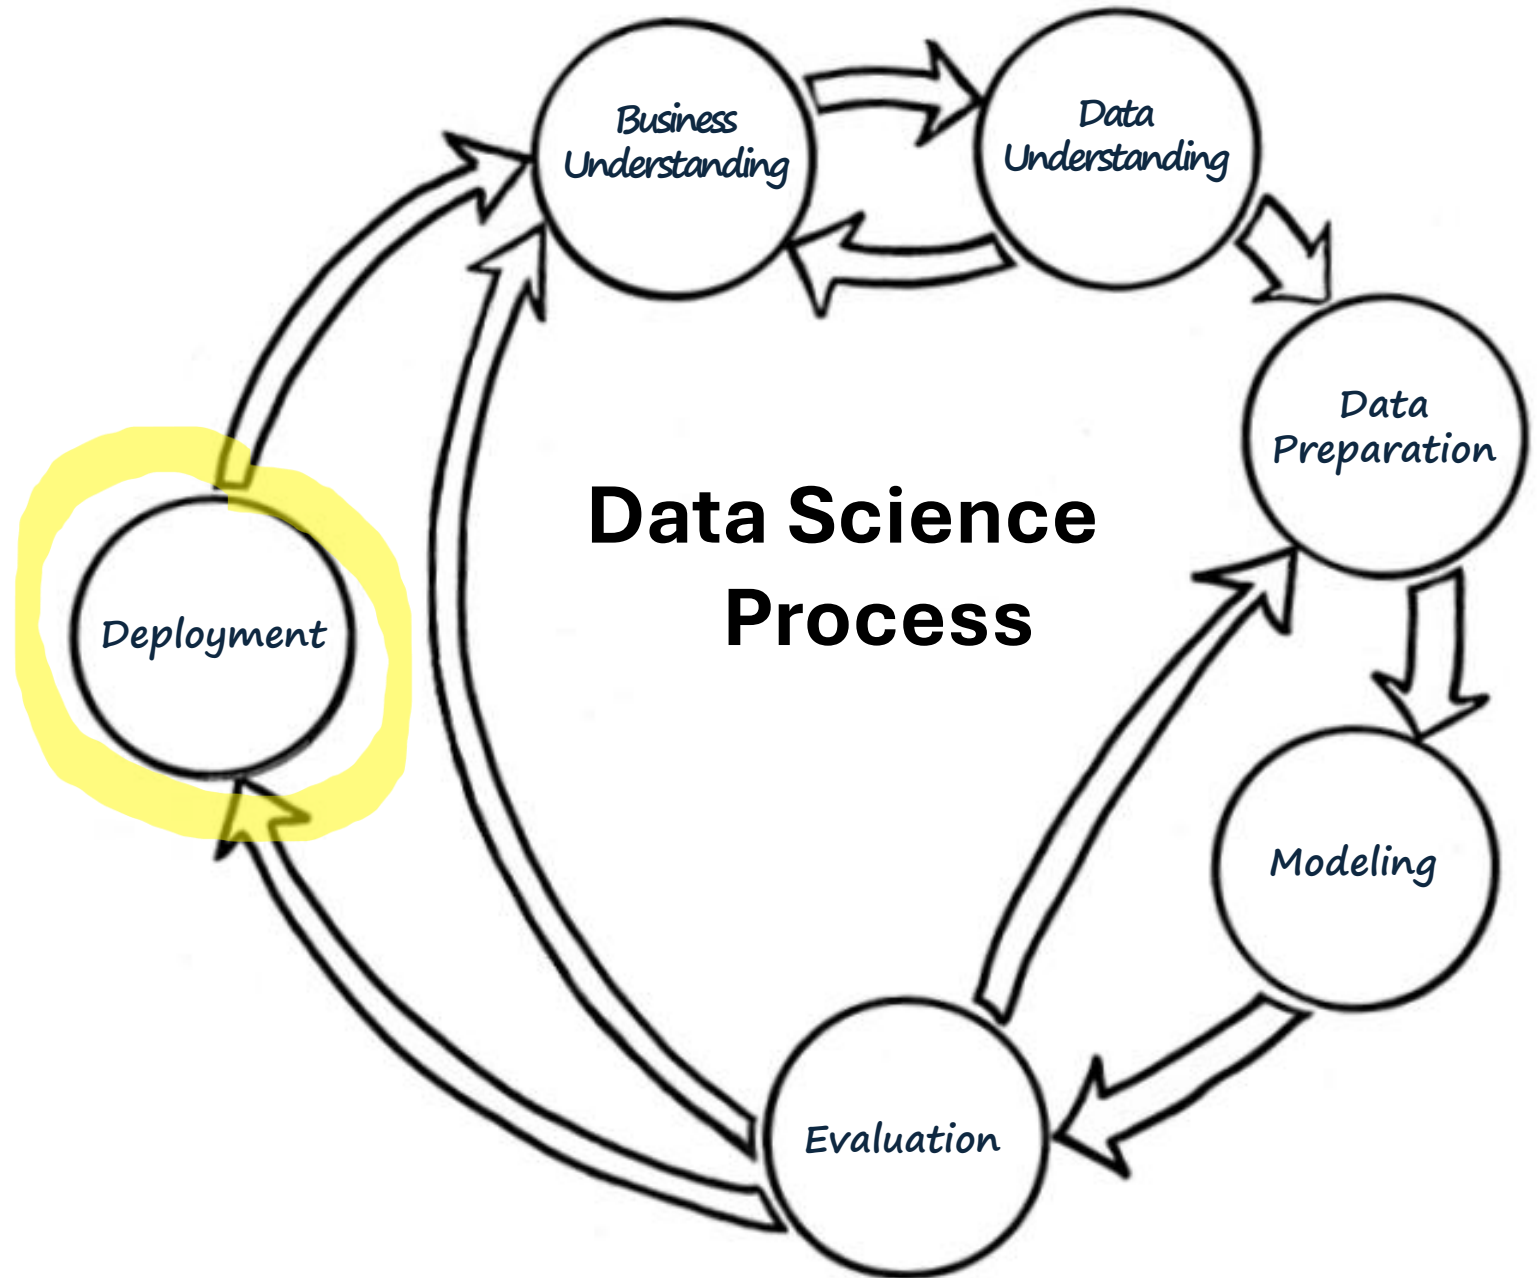 Business
Understanding
Data
Understanding
Data
Preparation
Data Science
Process
Deployment
Modeling
Evaluation